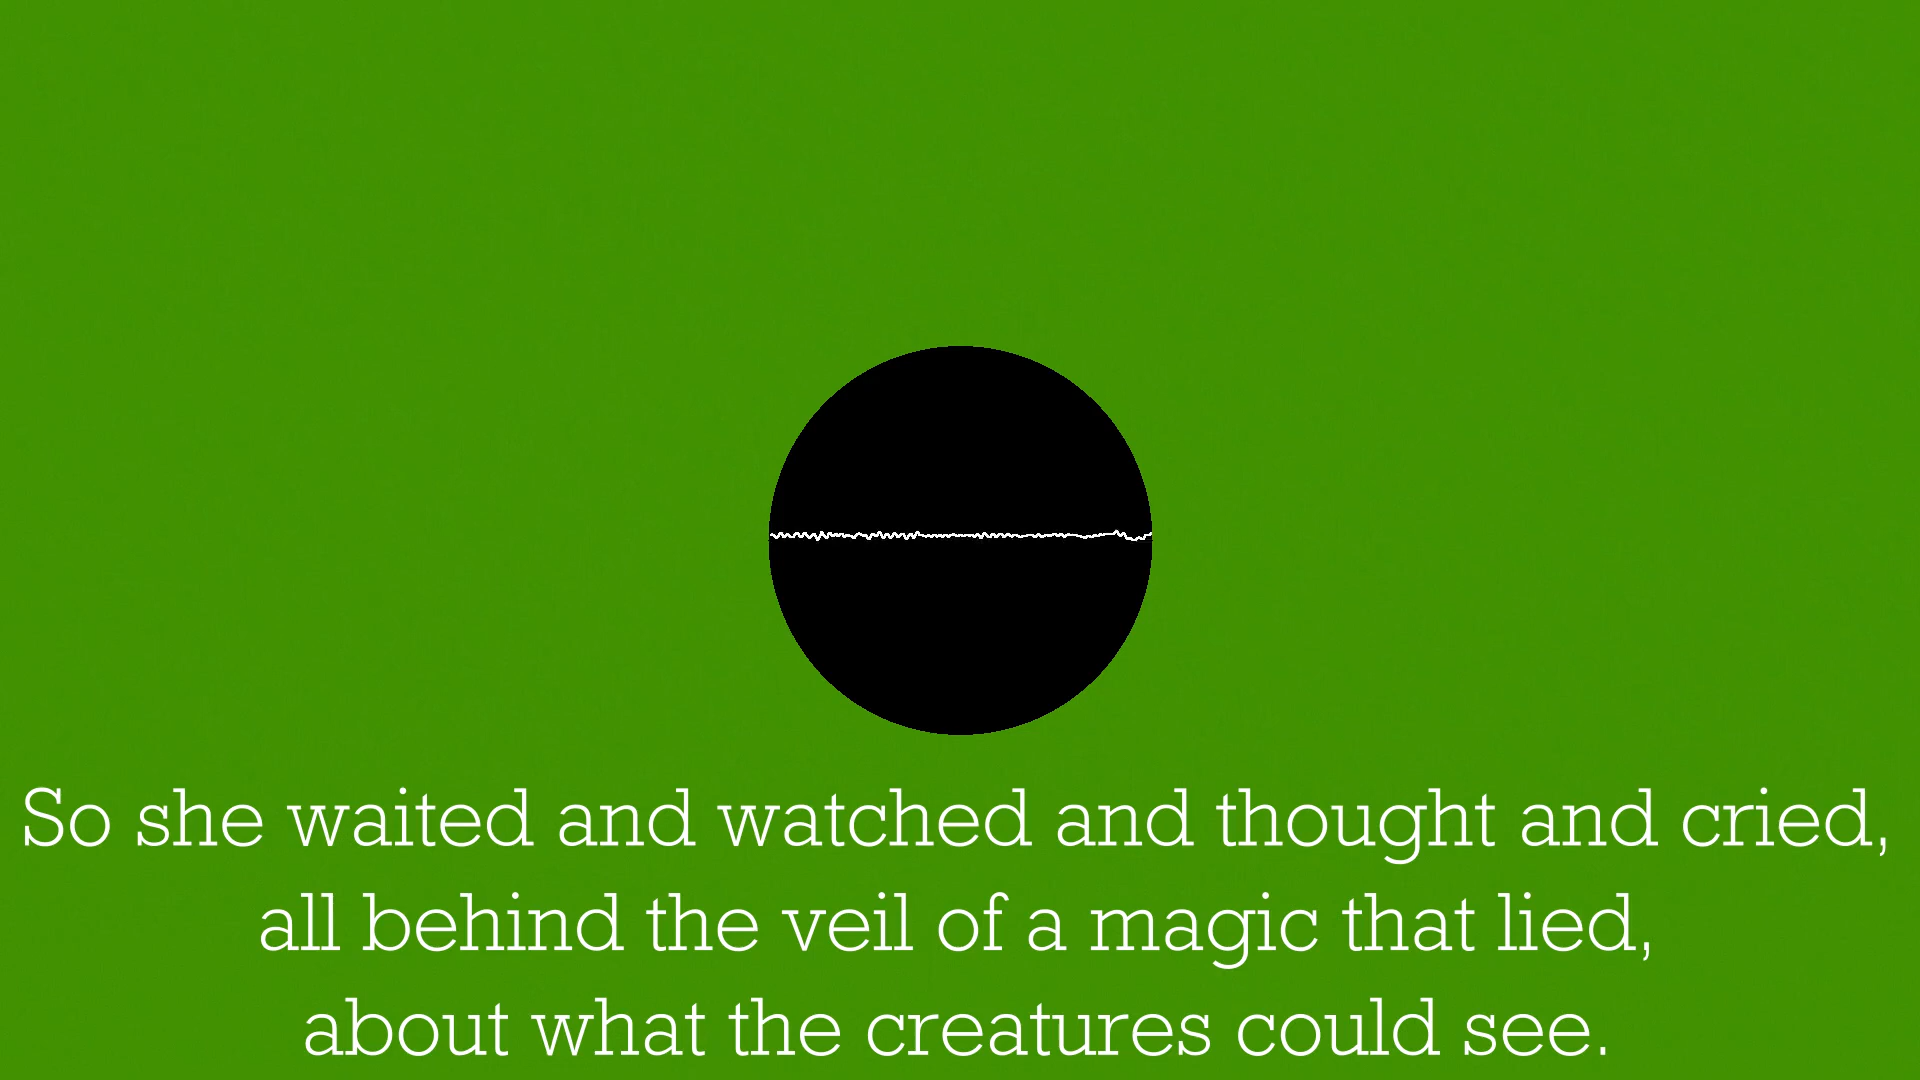 So she waited and watched and thought and cried,
all behind the veil of a magic that lied,
about what the creatures could see.